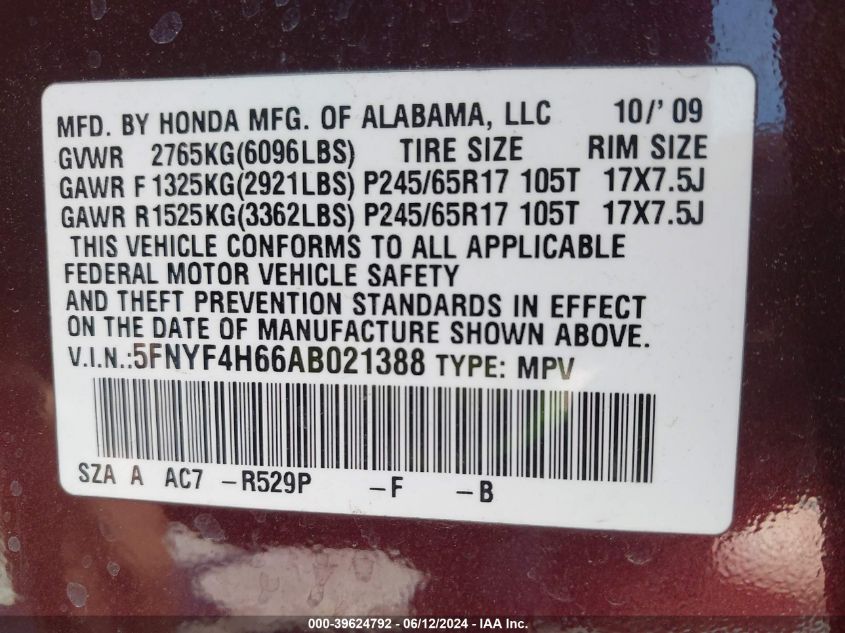 MFD. BY HONDA MFG. OF ALABAMA, LLC 10/' 09
GVWR 2765KG(6096LBS) TIRE SIZE RIM SIZE
GAWR F 1325KG(2921LBS) P245/65R17 105T 17X7.5J
GAWR R1525KG(3362LBS) P245/65R17 105T 17X7.5J
THIS VEHICLE CONFORMS TO ALL APPLICABLE
FEDERAL MOTOR VEHICLE SAFETY
AND THEFT PREVENTION STANDARDS IN EFFECT
ON THE DATE OF MANUFACTURE SHOWN ABOVE.
V.I.N.:5FNYF4H66AB021388 TYPE: MPV
SZA A AC7 -R529P -F -B
000-39624792 - 06/12/2024 - IAA Inc.